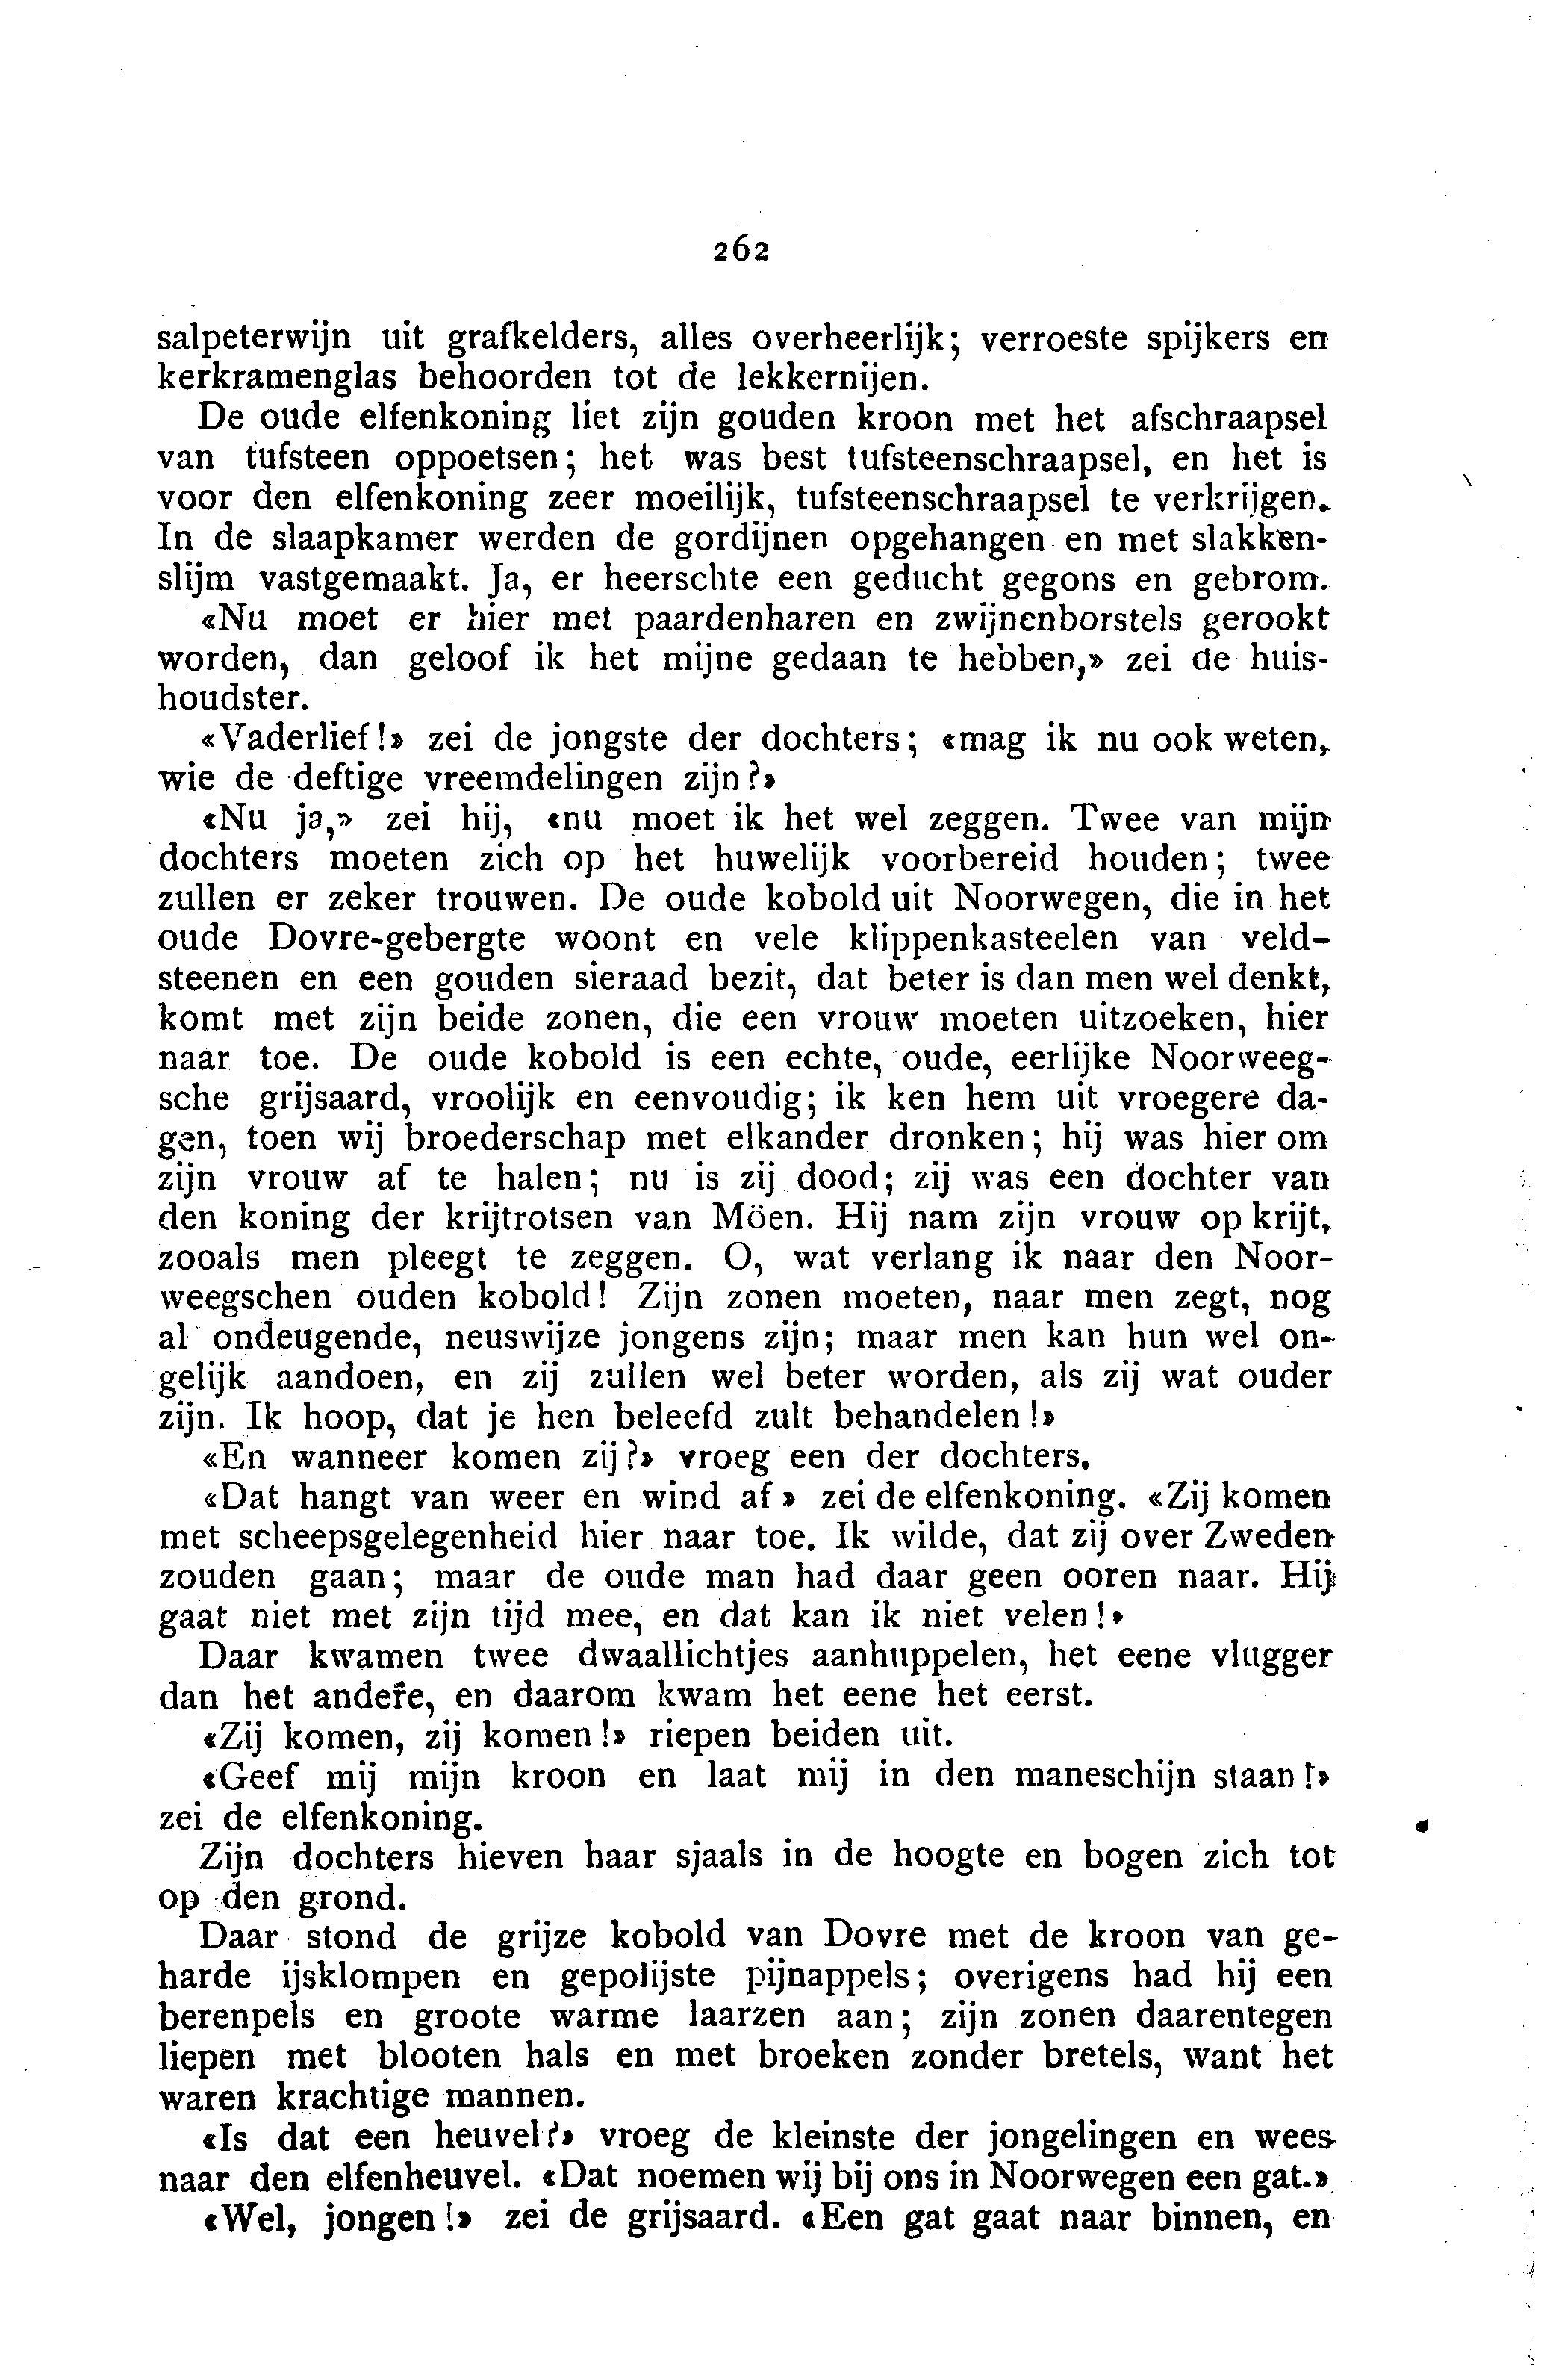 262
salpeterwijn uit grafkelders, alles overheerlijk; verroeste spijkers en
kerkramenglas behoorden tot de lekkernijen.
De oude elfenkoning liet zijn gouden kroon met het afschraapsel
van tufsteen oppoetsen; het was best tufsteenschraapsel, en het is
voor den elfenkoning zeer moeilijk, tufsteenschraapsel te verkrijgen.
In de slaapkamer werden de gordijnen opgehangen en met slakken-
slijm vastgemaakt. Ja, er heerschte een geducht gegons en gebrom.
«Nu moet er hier met paardenharen en zwijnenborstels gerookt
worden, dan geloof ik het mijne gedaan te hebben,» zei de huis-
houdster.
«Vaderlief!» zei de jongste der dochters; «mag ik nu ook weten,
wie de deftige vreemdelingen zijn?»
«Nu ja,» zei hij, «nu moet ik het wel zeggen. Twee van mijn
dochters moeten zich op het huwelijk voorbereid houden; twee
zullen er zeker trouwen. De oude kobold uit Noorwegen, die in het
oude Dovre-gebergte woont en vele klippenkasteelen van veld-
steenen en een gouden sieraad bezit, dat beter is dan men wel denkt,
komt met zijn beide zonen, die een vrouw moeten uitzoeken, hier
naar toe. De oude kobold is een echte, oude, eerlijke Noorweeg-
sche grijsaard, vroolijk en eenvoudig; ik ken hem uit vroegere da-
gen, toen wij broederschap met elkander dronken; hij was hier om
zijn vrouw af te halen; nu is zij dood; zij was een dochter van
den koning der krijtrotsen van Möen. Hij nam zijn vrouw op krijt,
zooals men pleegt te zeggen. O, wat verlang ik naar den Noor-
weegschen ouden kobold! Zijn zonen moeten, naar men zegt, nog
al ondeugende, neuswijze jongens zijn; maar men kan hun wel on-
gelijk aandoen, en zij zullen wel beter worden, als zij wat ouder
zijn. Ik hoop, dat je hen beleefd zult behandelen!»
«En wanneer komen zij?» vroeg een der dochters.
«Dat hangt van weer en wind af» zei de elfenkoning. «Zij komen
met scheepsgelegenheid hier naar toe. Ik wilde, dat zij over Zweden
zouden gaan; maar de oude man had daar geen ooren naar. Hij
gaat niet met zijn tijd mee, en dat kan ik niet velen!»
Daar kwamen twee dwaallichtjes aanhuppelen, het eene vlugger
dan het andere, en daarom kwam het eene het eerst.
«Zij komen, zij komen!» riepen beiden uit.
«Geef mij mijn kroon en laat mij in den maneschijn staan!»
zei de elfenkoning.
Zijn dochters hieven haar sjaals in de hoogte en bogen zich tot
op den grond.
Daar stond de grijze kobold van Dovre met de kroon van ge-
harde ijsklompen en gepolijste pijnappels; overigens had hij een
berenpels en groote warme laarzen aan; zijn zonen daarentegen
liepen met blooten hals en met broeken zonder bretels, want het
waren krachtige mannen.
«Is dat een heuvel?» vroeg de kleinste der jongelingen en wees
naar den elfenheuvel. «Dat noemen wij bij ons in Noorwegen een gat.»
«Wel, jongen!» zei de grijsaard. «Een gat gaat naar binnen, en